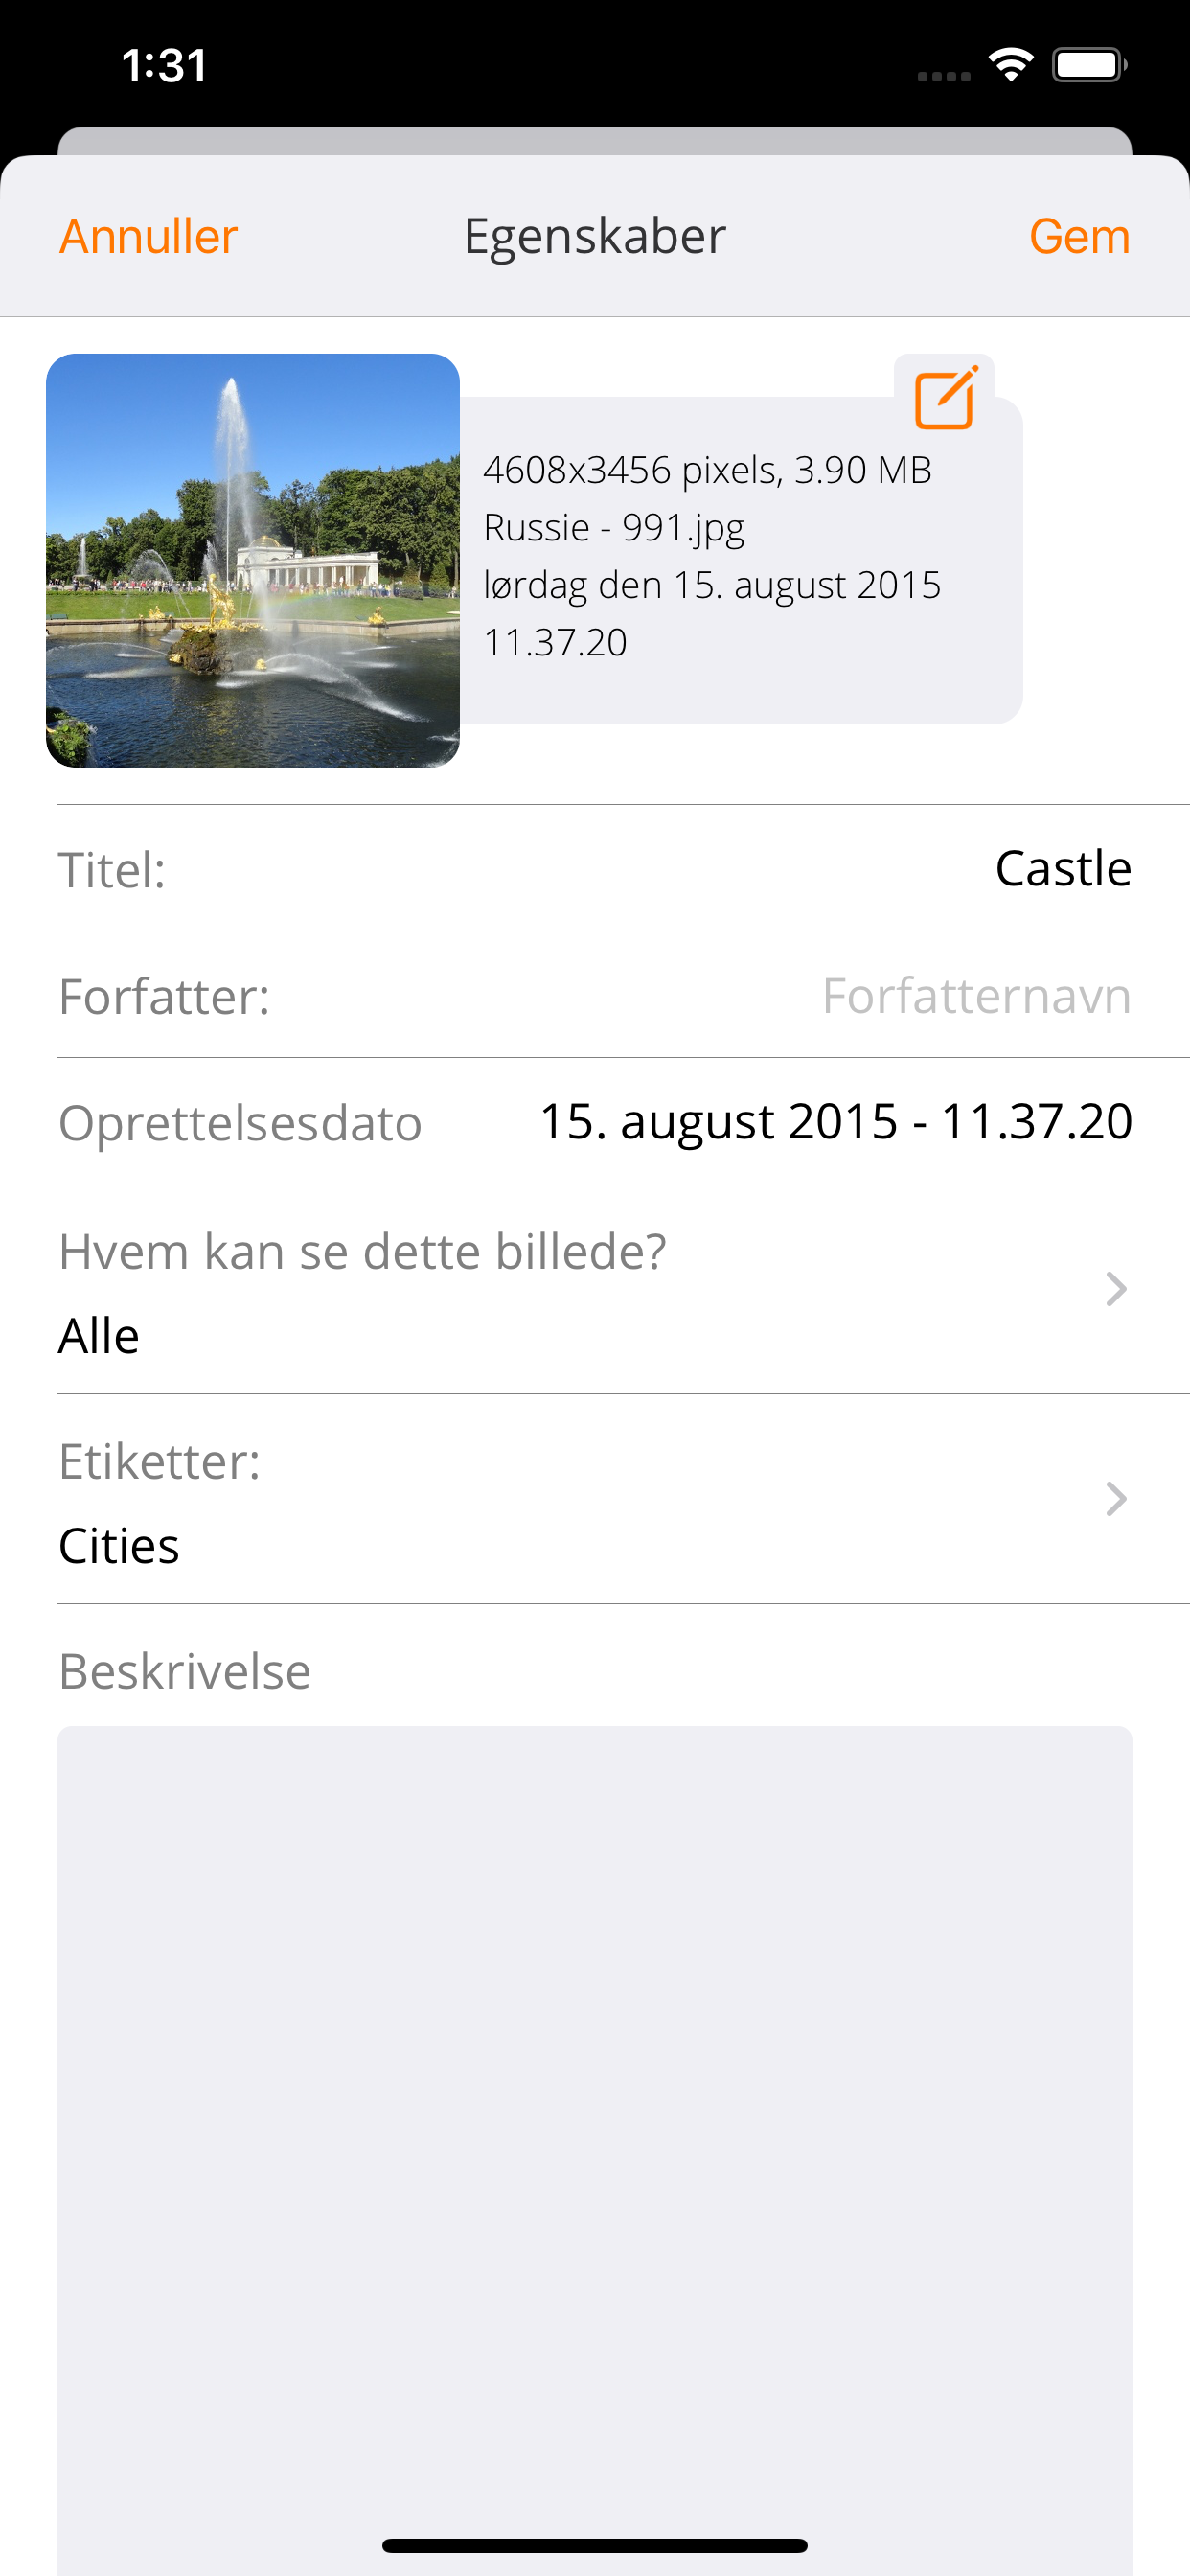 1:31
Annuller
Egenskaber
Gem
4608x3456 pixels, 3.90 MB
Russie - 991.jpg
lørdag den 15. august 2015
11.37.20
Titel:
Castle
Forfatter:
Forfatternavn
Oprettelsesdato
15. august 2015 - 11.37.20
Hvem kan se dette billede?
Alle
Etiketter:
Cities
Beskrivelse